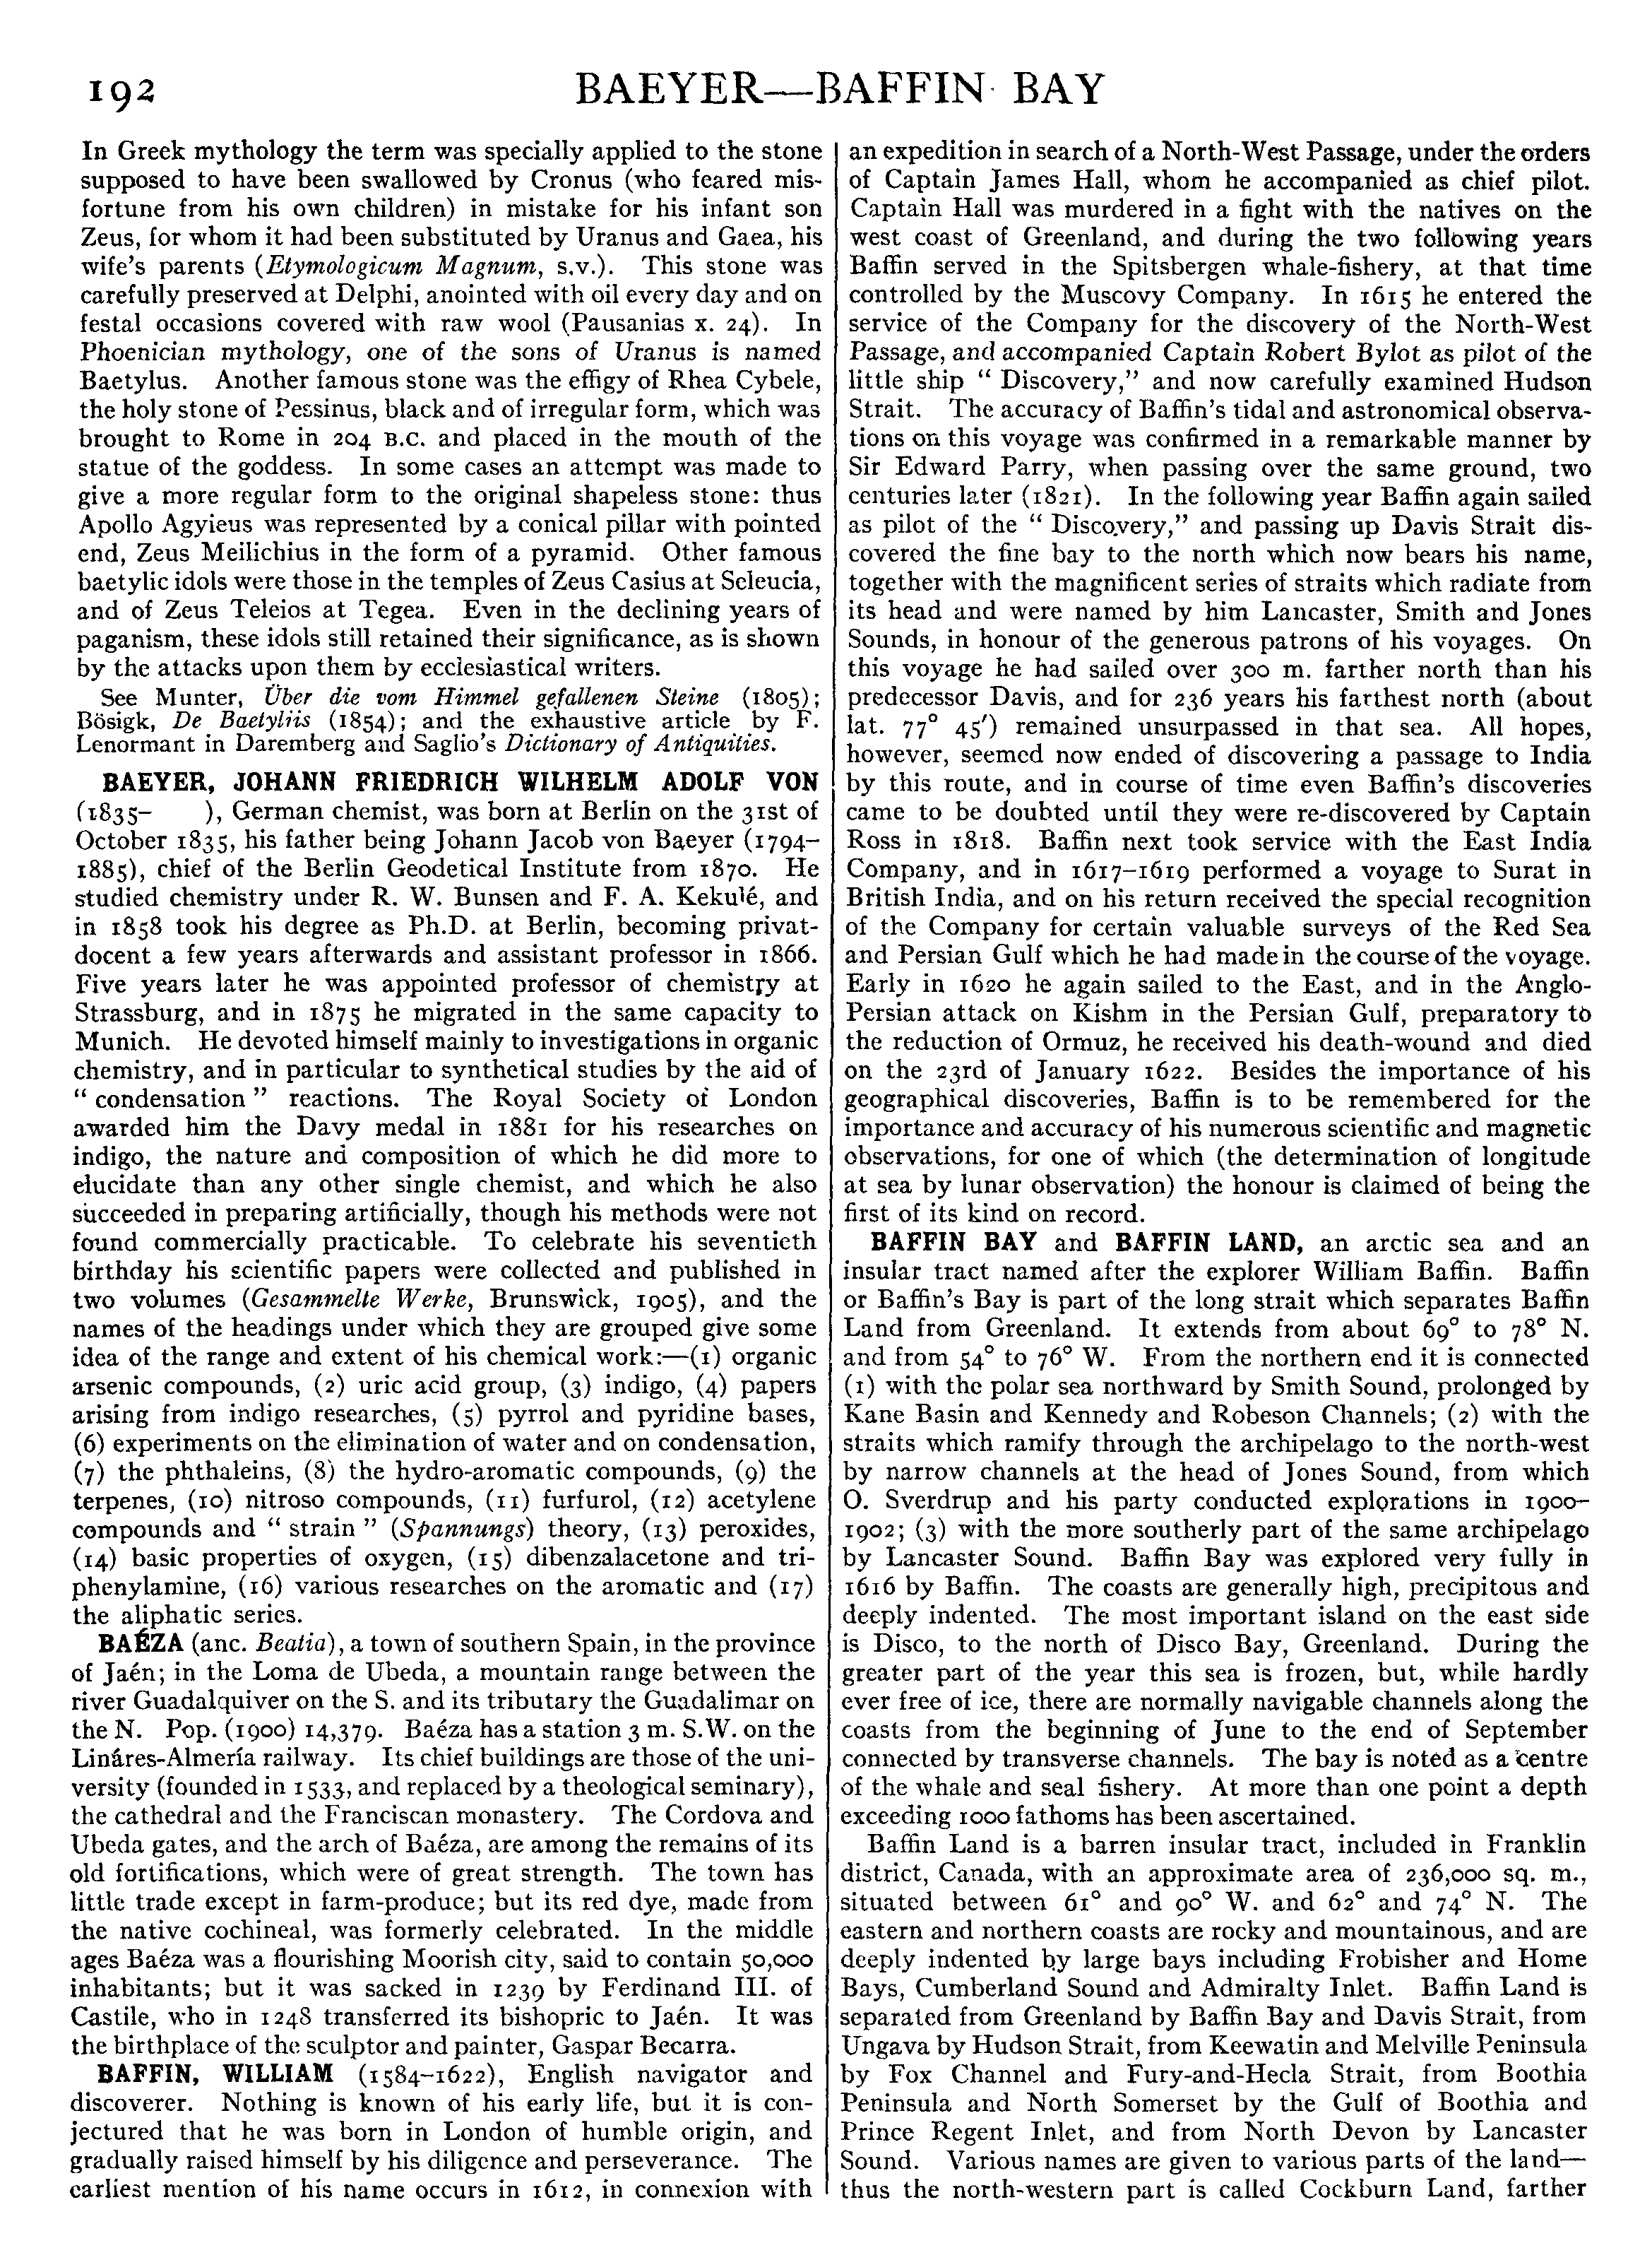 192
BAEYER—BAFFIN BAY
In Greek mythology the term was specially applied to the stone
supposed to have been swallowed by Cronus (who feared mis-
fortune from his own children) in mistake for his infant son
Zeus, for whom it had been substituted by Uranus and Gaea, his
wife's parents (Etymologicum Magnum, s.v.). This stone was
carefully preserved at Delphi, anointed with oil every day and on
festal occasions covered with raw wool (Pausanias x. 24). In
Phoenician mythology, one of the sons of Uranus is named
Baetylus. Another famous stone was the effigy of Rhea Cybele,
the holy stone of Pessinus, black and of irregular form, which was
brought to Rome in 204 B.C. and placed in the mouth of the
statue of the goddess. In some cases an attempt was made to
give a more regular form to the original shapeless stone: thus
Apollo Agyieus was represented by a conical pillar with pointed
end, Zeus Meilichius in the form of a pyramid. Other famous
baetylic idols were those in the temples of Zeus Casius at Seleucia,
and of Zeus Teleios at Tegea. Even in the declining years of
paganism, these idols still retained their significance, as is shown
by the attacks upon them by ecclesiastical writers.
See Munter, Über die vom Himmel gefallenen Steine (1805);
Bösigk, De Baetyliis (1854); and the exhaustive article by F.
Lenormant in Daremberg and Saglio's Dictionary of Antiquities.
BAEYER, JOHANN FRIEDRICH WILHELM ADOLF VON
(1835– ), German chemist, was born at Berlin on the 31st of
October 1835, his father being Johann Jacob von Baeyer (1794–
1885), chief of the Berlin Geodetical Institute from 1870. He
studied chemistry under R. W. Bunsen and F. A. Kekulé, and
in 1858 took his degree as Ph.D. at Berlin, becoming privat-
docent a few years afterwards and assistant professor in 1866.
Five years later he was appointed professor of chemistry at
Strassburg, and in 1875 he migrated in the same capacity to
Munich. He devoted himself mainly to investigations in organic
chemistry, and in particular to synthetical studies by the aid of
“ condensation ” reactions. The Royal Society of London
awarded him the Davy medal in 1881 for his researches on
indigo, the nature and composition of which he did more to
elucidate than any other single chemist, and which he also
succeeded in preparing artificially, though his methods were not
found commercially practicable. To celebrate his seventieth
birthday his scientific papers were collected and published in
two volumes (Gesammelte Werke, Brunswick, 1905), and the
names of the headings under which they are grouped give some
idea of the range and extent of his chemical work:—(1) organic
arsenic compounds, (2) uric acid group, (3) indigo, (4) papers
arising from indigo researches, (5) pyrrol and pyridine bases,
(6) experiments on the elimination of water and on condensation,
(7) the phthaleins, (8) the hydro-aromatic compounds, (9) the
terpenes, (10) nitroso compounds, (11) furfurol, (12) acetylene
compounds and “ strain ” (Spannungs) theory, (13) peroxides,
(14) basic properties of oxygen, (15) dibenzalacetone and tri-
phenylamine, (16) various researches on the aromatic and (17)
the aliphatic series.
BAÉZA (anc. Beatia), a town of southern Spain, in the province
of Jaén; in the Loma de Ubeda, a mountain range between the
river Guadalquiver on the S. and its tributary the Guadalimar on
the N. Pop. (1900) 14,379. Baéza has a station 3 m. S.W. on the
Lináres-Almería railway. Its chief buildings are those of the uni-
versity (founded in 1533, and replaced by a theological seminary),
the cathedral and the Franciscan monastery. The Cordova and
Ubeda gates, and the arch of Baéza, are among the remains of its
old fortifications, which were of great strength. The town has
little trade except in farm-produce; but its red dye, made from
the native cochineal, was formerly celebrated. In the middle
ages Baéza was a flourishing Moorish city, said to contain 50,000
inhabitants; but it was sacked in 1239 by Ferdinand III. of
Castile, who in 1248 transferred its bishopric to Jaén. It was
the birthplace of the sculptor and painter, Gaspar Becarra.
BAFFIN, WILLIAM (1584–1622), English navigator and
discoverer. Nothing is known of his early life, but it is con-
jectured that he was born in London of humble origin, and
gradually raised himself by his diligence and perseverance. The
earliest mention of his name occurs in 1612, in connexion with
an expedition in search of a North-West Passage, under the orders
of Captain James Hall, whom he accompanied as chief pilot.
Captain Hall was murdered in a fight with the natives on the
west coast of Greenland, and during the two following years
Baffin served in the Spitsbergen whale-fishery, at that time
controlled by the Muscovy Company. In 1615 he entered the
service of the Company for the discovery of the North-West
Passage, and accompanied Captain Robert Bylot as pilot of the
little ship “ Discovery,” and now carefully examined Hudson
Strait. The accuracy of Baffin's tidal and astronomical observa-
tions on this voyage was confirmed in a remarkable manner by
Sir Edward Parry, when passing over the same ground, two
centuries later (1821). In the following year Baffin again sailed
as pilot of the “ Discovery,” and passing up Davis Strait dis-
covered the fine bay to the north which now bears his name,
together with the magnificent series of straits which radiate from
its head and were named by him Lancaster, Smith and Jones
Sounds, in honour of the generous patrons of his voyages. On
this voyage he had sailed over 300 m. farther north than his
predecessor Davis, and for 236 years his farthest north (about
lat. 77° 45′) remained unsurpassed in that sea. All hopes,
however, seemed now ended of discovering a passage to India
by this route, and in course of time even Baffin's discoveries
came to be doubted until they were re-discovered by Captain
Ross in 1818. Baffin next took service with the East India
Company, and in 1617–1619 performed a voyage to Surat in
British India, and on his return received the special recognition
of the Company for certain valuable surveys of the Red Sea
and Persian Gulf which he had made in the course of the voyage.
Early in 1620 he again sailed to the East, and in the Anglo-
Persian attack on Kishm in the Persian Gulf, preparatory to
the reduction of Ormuz, he received his death-wound and died
on the 23rd of January 1622. Besides the importance of his
geographical discoveries, Baffin is to be remembered for the
importance and accuracy of his numerous scientific and magnetic
observations, for one of which (the determination of longitude
at sea by lunar observation) the honour is claimed of being the
first of its kind on record.
BAFFIN BAY and BAFFIN LAND, an arctic sea and an
insular tract named after the explorer William Baffin. Baffin
or Baffin's Bay is part of the long strait which separates Baffin
Land from Greenland. It extends from about 69° to 78° N.
and from 54° to 76° W. From the northern end it is connected
(1) with the polar sea northward by Smith Sound, prolonged by
Kane Basin and Kennedy and Robeson Channels; (2) with the
straits which ramify through the archipelago to the north-west
by narrow channels at the head of Jones Sound, from which
O. Sverdrup and his party conducted explorations in 1900–
1902; (3) with the more southerly part of the same archipelago
by Lancaster Sound. Baffin Bay was explored very fully in
1616 by Baffin. The coasts are generally high, precipitous and
deeply indented. The most important island on the east side
is Disco, to the north of Disco Bay, Greenland. During the
greater part of the year this sea is frozen, but, while hardly
ever free of ice, there are normally navigable channels along the
coasts from the beginning of June to the end of September
connected by transverse channels. The bay is noted as a centre
of the whale and seal fishery. At more than one point a depth
exceeding 1000 fathoms has been ascertained.
Baffin Land is a barren insular tract, included in Franklin
district, Canada, with an approximate area of 236,000 sq. m.,
situated between 61° and 90° W. and 62° and 74° N. The
eastern and northern coasts are rocky and mountainous, and are
deeply indented by large bays including Frobisher and Home
Bays, Cumberland Sound and Admiralty Inlet. Baffin Land is
separated from Greenland by Baffin Bay and Davis Strait, from
Ungava by Hudson Strait, from Keewatin and Melville Peninsula
by Fox Channel and Fury-and-Hecla Strait, from Boothia
Peninsula and North Somerset by the Gulf of Boothia and
Prince Regent Inlet, and from North Devon by Lancaster
Sound. Various names are given to various parts of the land—
thus the north-western part is called Cockburn Land, farther